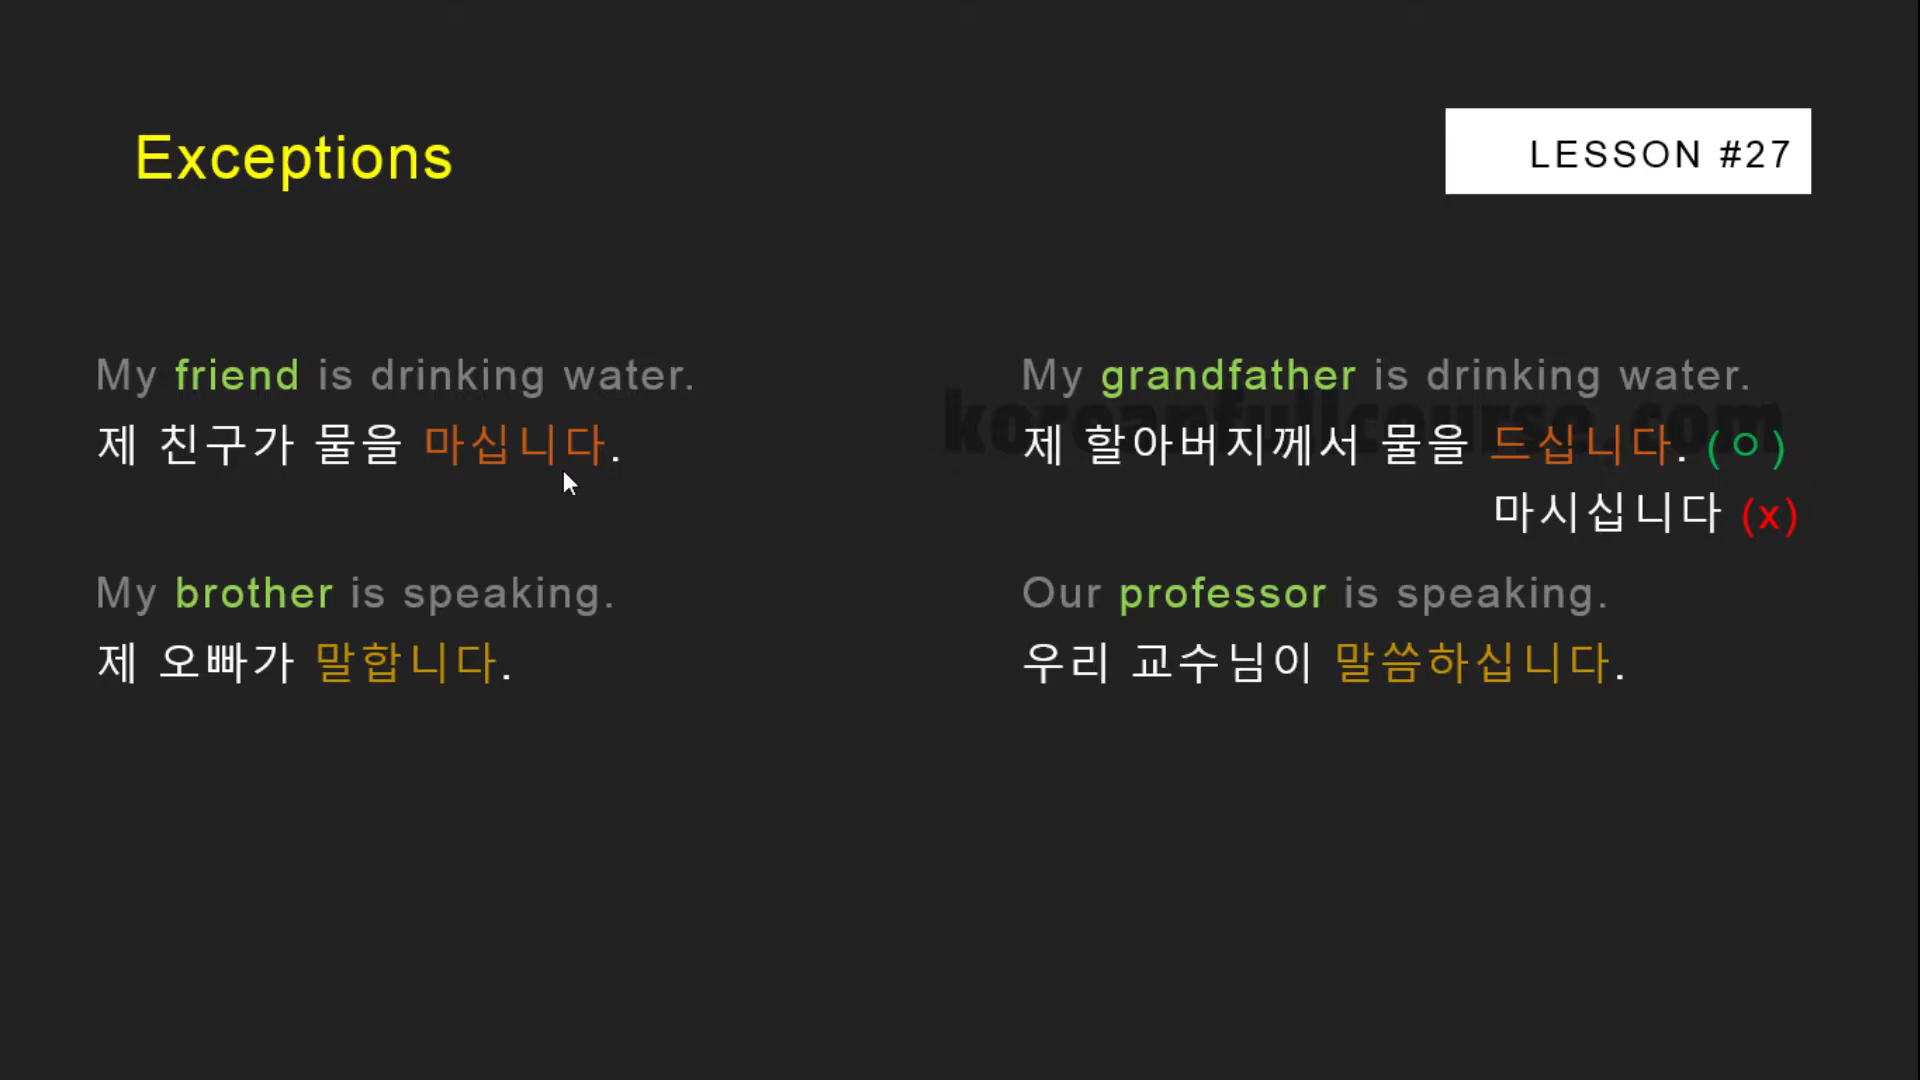 Exceptions
LESSON #27
My friend is drinking water.
제 친구가 물을 마십니다.
My grandfather is drinking water.
koreanfullcourse.com
제 할아버지께서 물을 드십니다. (ㅇ)
마시십니다 (x)
My brother is speaking.
제 오빠가 말합니다.
Our professor is speaking.
우리 교수님이 말씀하십니다.